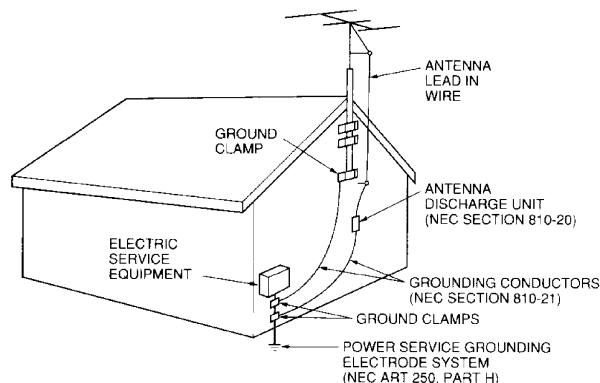 ANTENNA
LEAD IN
WIRE
GROUND
CLAMP
ANTENNA
DISCHARGE UNIT
(NEC SECTION 810-20)
ELECTRIC
SERVICE
EQUIPMENT
GROUNDING CONDUCTORS
(NEC SECTION 810-21)
GROUND CLAMPS
POWER SERVICE GROUNDING
ELECTRODE SYSTEM
(NEC ART 250. PART H)